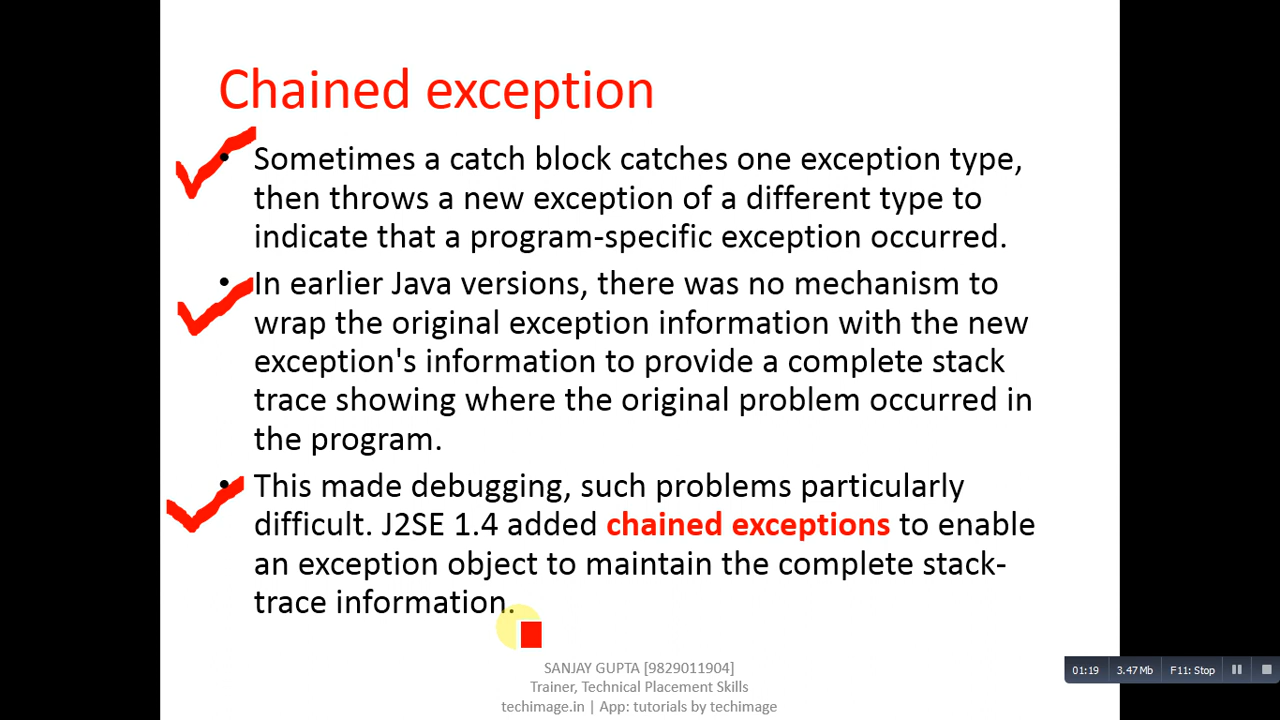 Chained exception
• Sometimes a catch block catches one exception type,
then throws a new exception of a different type to
indicate that a program-specific exception occurred.
• In earlier Java versions, there was no mechanism to
wrap the original exception information with the new
exception's information to provide a complete stack
trace showing where the original problem occurred in
the program.
• This made debugging, such problems particularly
difficult. J2SE 1.4 added chained exceptions to enable
an exception object to maintain the complete stack-
trace information.
SANJAY GUPTA [9829011904]
Trainer, Technical Placement Skills
techimage.in | App: tutorials by techimage
01:19 3.47Mb F11: Stop